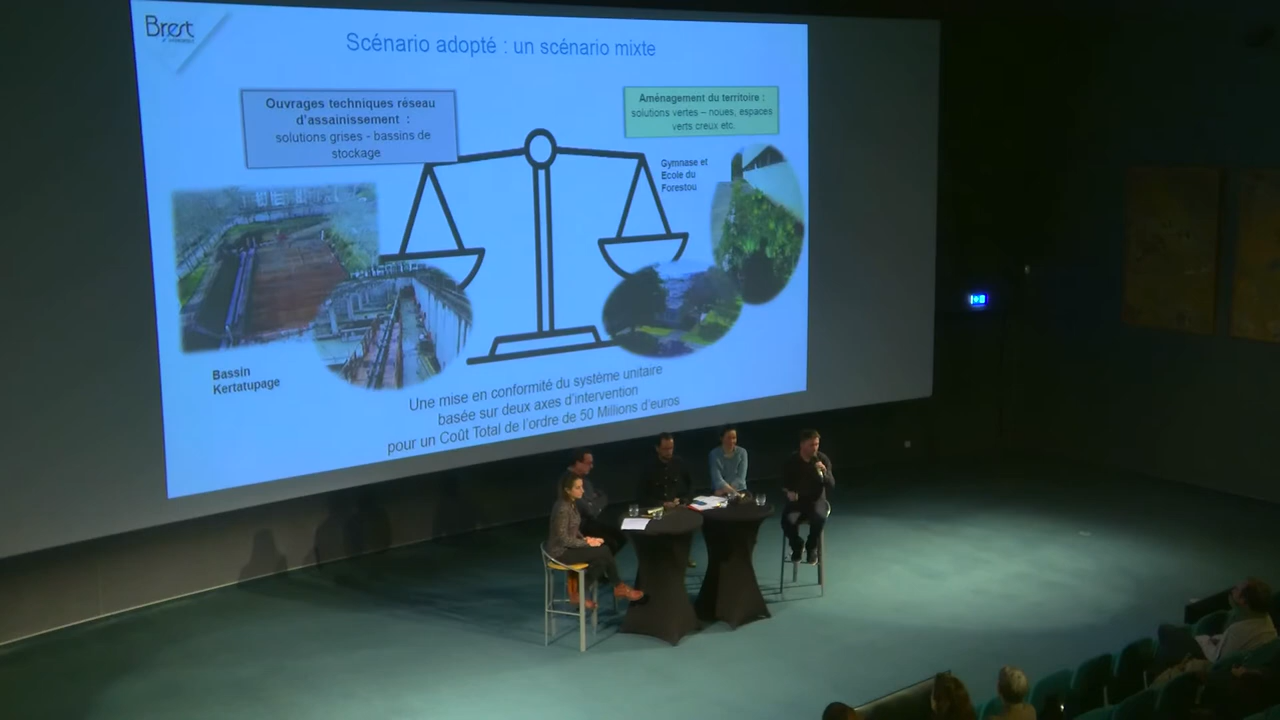 Brest
Scénario adopté : un scénario mixte
Ouvrages techniques réseau
d'assainissement :
solutions grises - bassins de
stockage
Aménagement du territoire :
solutions vertes – noues, espaces
verts creux etc.
Gymnase et
Ecole du
Forestou
Bassin
Kertatupage
Une mise en conformité du système unitaire
basée sur deux axes d'intervention
pour un Coût Total de l'ordre de 50 Millions d'euros